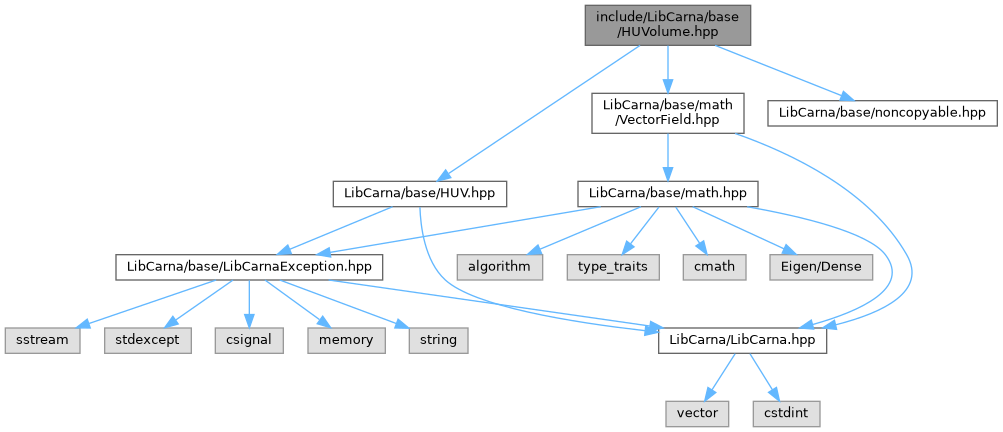 include/LibCarna/base
/HUVolume.hpp
LibCarna/base/math
/VectorField.hpp
LibCarna/base/noncopyable.hpp
LibCarna/base/HUV.hpp
LibCarna/base/math.hpp
LibCarna/base/LibCarnaException.hpp
algorithm
type_traits
cmath
Eigen/Dense
sstream
stdexcept
csignal
memory
string
LibCarna/LibCarna.hpp
vector
cstdint